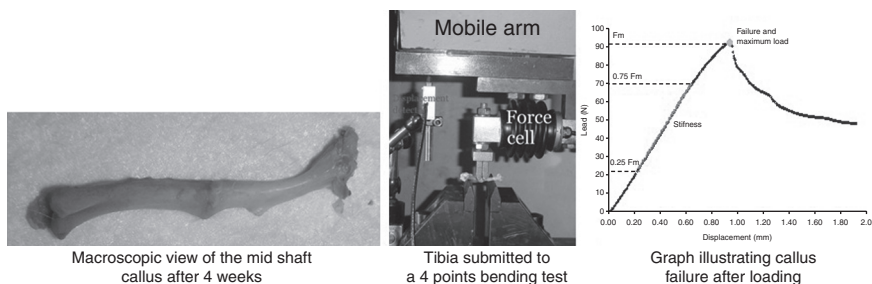 Mobile arm
Force
cell
Load (N)
100
90
80
70
60
50
40
30
20
10
0
Fm
0.75 Fm
0.25 Fm
Failure and
maximum load
Stifness
0.00 0.20 0.40 0.60 0.80 1.00 1.20 1.40 1.60 1.80 2.0
Displacement (mm)
Macroscopic view of the mid shaft
callus after 4 weeks
Tibia submitted to
a 4 points bending test
Graph illustrating callus
failure after loading